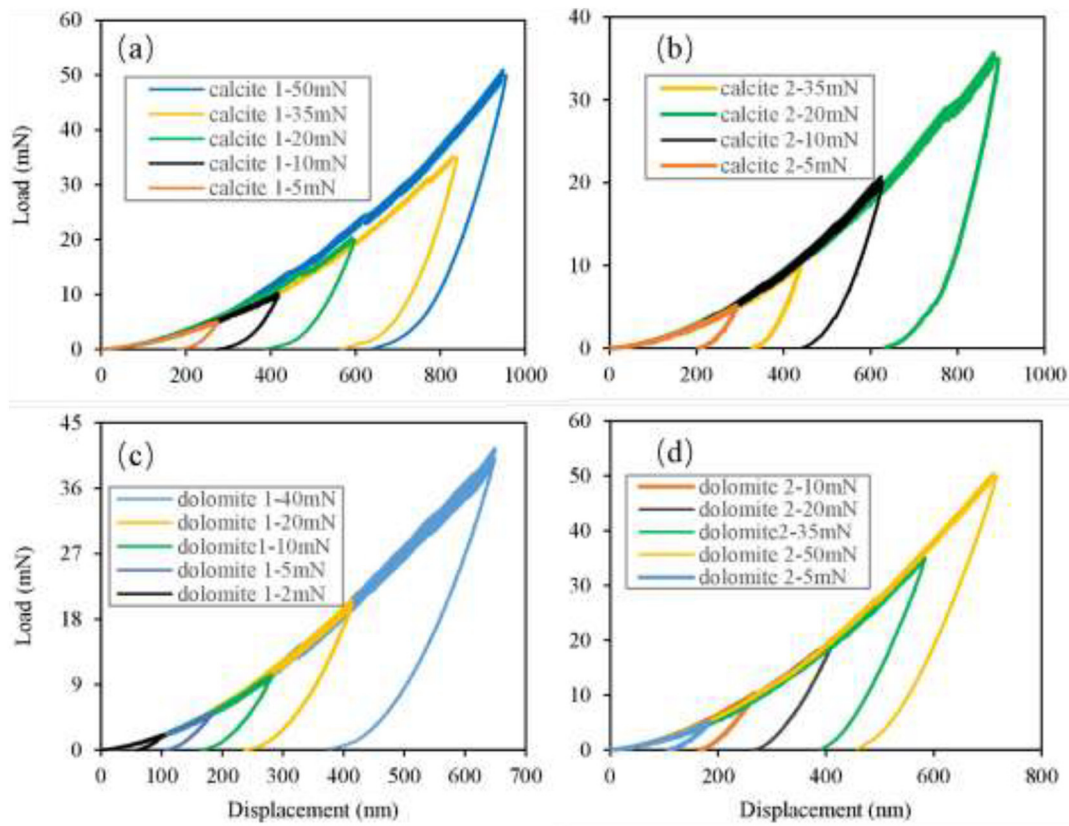 60
50
40
30
20
10
0
Load (mN)
(a)
calcite 1-50mN
calcite 1-35mN
calcite 1-20mN
calcite 1-10mN
calcite 1-5mN
0 200 400 600 800 1000
40
30
20
10
0
(b)
calcite 2-35mN
calcite 2-20mN
calcite 2-10mN
calcite 2-5mN
0 200 400 600 800 1000
45
36
27
18
9
0
Load (mN)
(c)
dolomite 1-40mN
dolomite 1-20mN
dolomite1-10mN
dolomite 1-5mN
dolomite 1-2mN
0 100 200 300 400 500 600 700
Displacement (nm)
60
50
40
30
20
10
0
(d)
dolomite 2-10mN
dolomite 2-20mN
dolomite2-35mN
dolomite 2-50mN
dolomite 2-5mN
0 200 400 600 800
Displacement (nm)